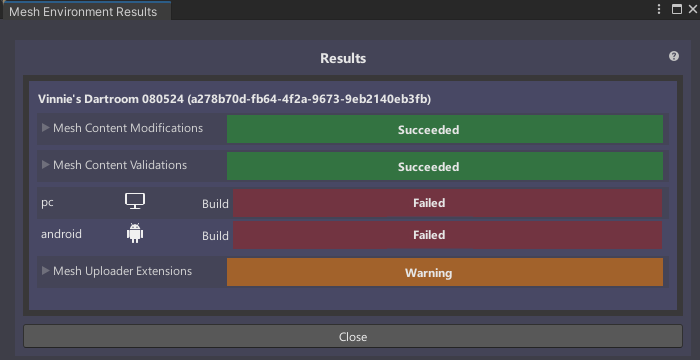 Mesh Environment Results
Results
Vinnie's Dartroom 080524 (a278b70d-fb64-4f2a-9673-9eb2140eb3fb)
Mesh Content Modifications Succeeded
Mesh Content Validations Succeeded
pc Build Failed
android Build Failed
Mesh Uploader Extensions Warning
Close